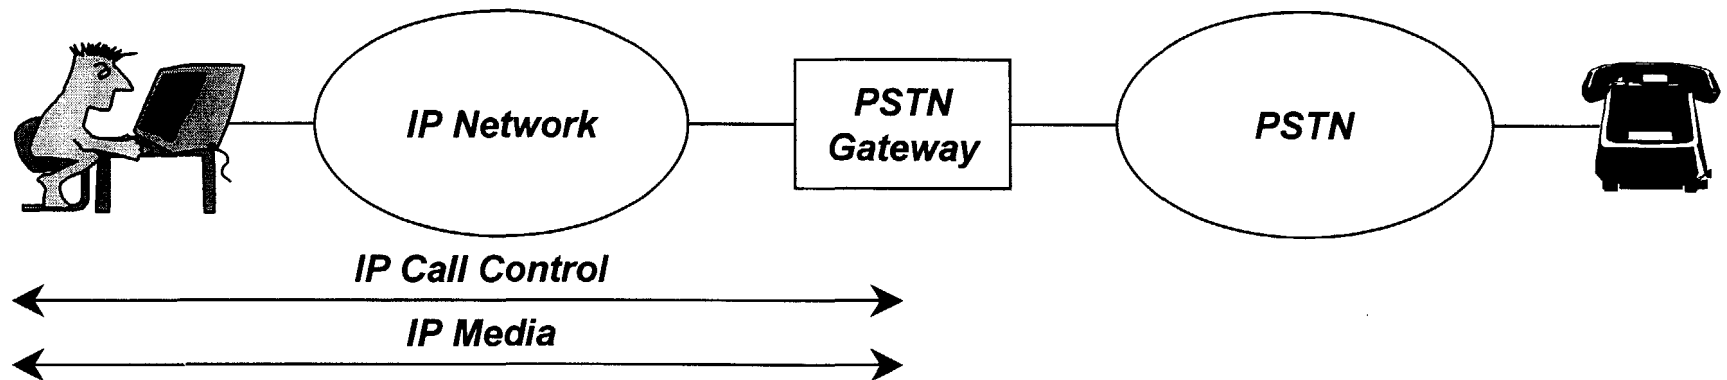 IP Network
PSTN
Gateway
PSTN
IP Call Control
IP Media